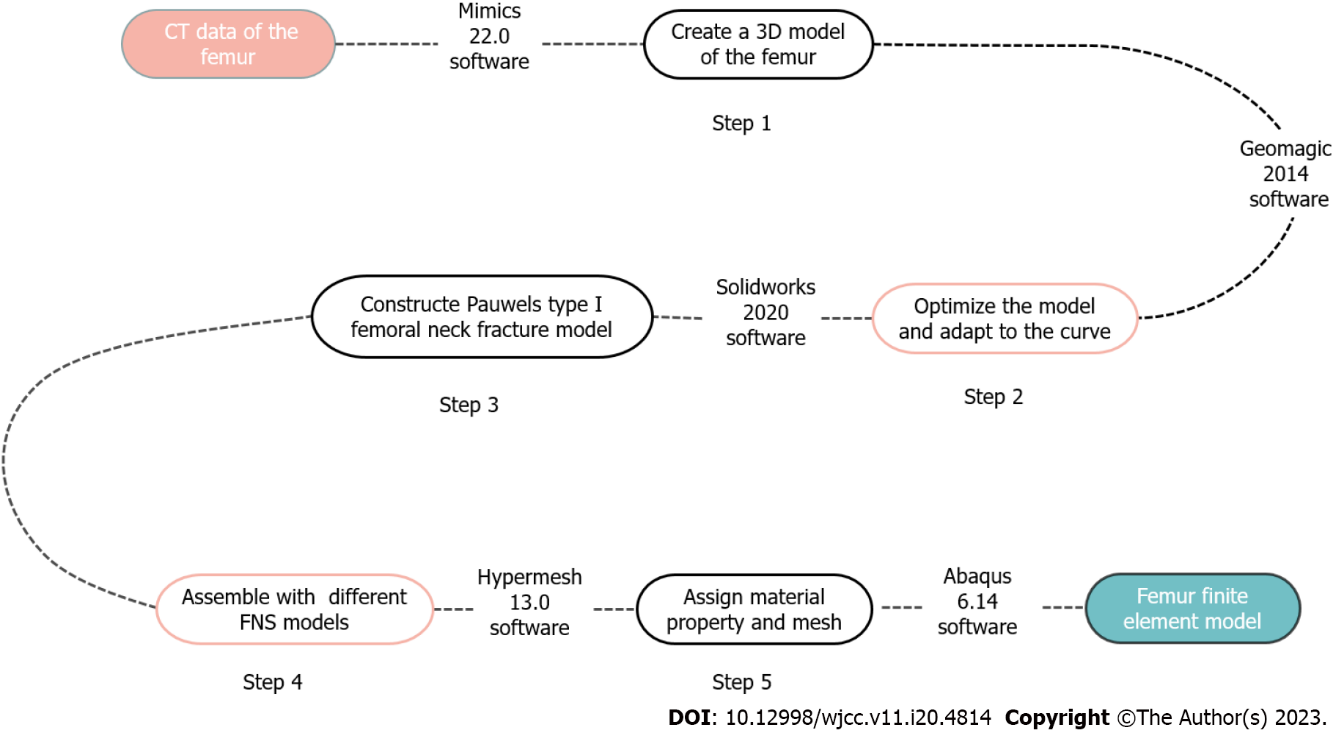 CT data of the
femur
Mimics
22.0
software
Create a 3D model
of the femur
Step 1
Geomagic
2014
software
Optimize the model
and adapt to the curve
Step 2
Solidworks
2020
software
Constructe Pauwels type I
femoral neck fracture model
Step 3
Assemble with different
FNS models
Step 4
Hypermesh
13.0
software
Assign material
property and mesh
Step 5
Abaqus
6.14
software
Femur finite
element model
DOI: 10.12998/wjcc.v11.i20.4814 Copyright ©The Author(s) 2023.